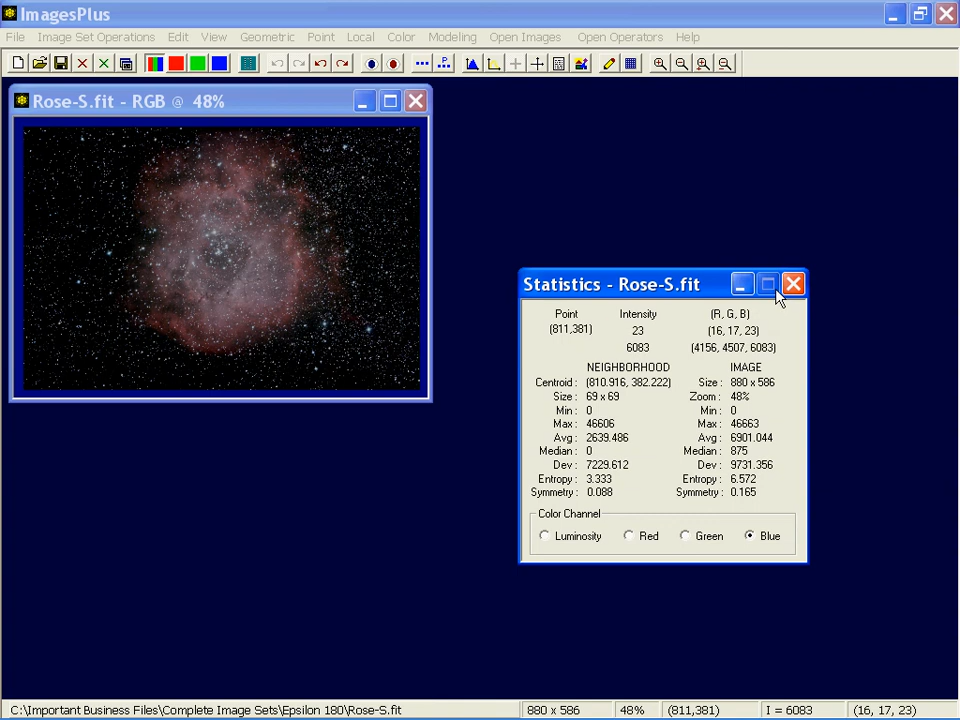 ImagesPlus
File Image Set Operations Edit View Geometric Point Local Color Modeling Open Images Open Operators Help
Rose-S.fit - RGB @ 48%
Statistics - Rose-S.fit
Point Intensity (R, G, B)
(811,381) 23 (16, 17, 23)
6083 (4156, 4507, 6083)
NEIGHBORHOOD IMAGE
Centroid : (810.916, 382.222) Size : 880 x 586
Size : 69 x 69 Zoom : 48%
Min : 0 Min : 0
Max : 46606 Max : 46663
Avg : 2639.486 Avg : 6901.044
Median : 0 Median : 875
Dev : 7229.612 Dev : 9731.356
Entropy : 3.333 Entropy : 6.572
Symmetry : 0.088 Symmetry : 0.165
Color Channel
Luminosity Red Green Blue
C:\Important Business Files\Complete Image Sets\Epsilon 180\Rose-S.fit 880 x 586 48% (811,381) I = 6083 (16, 17, 23)